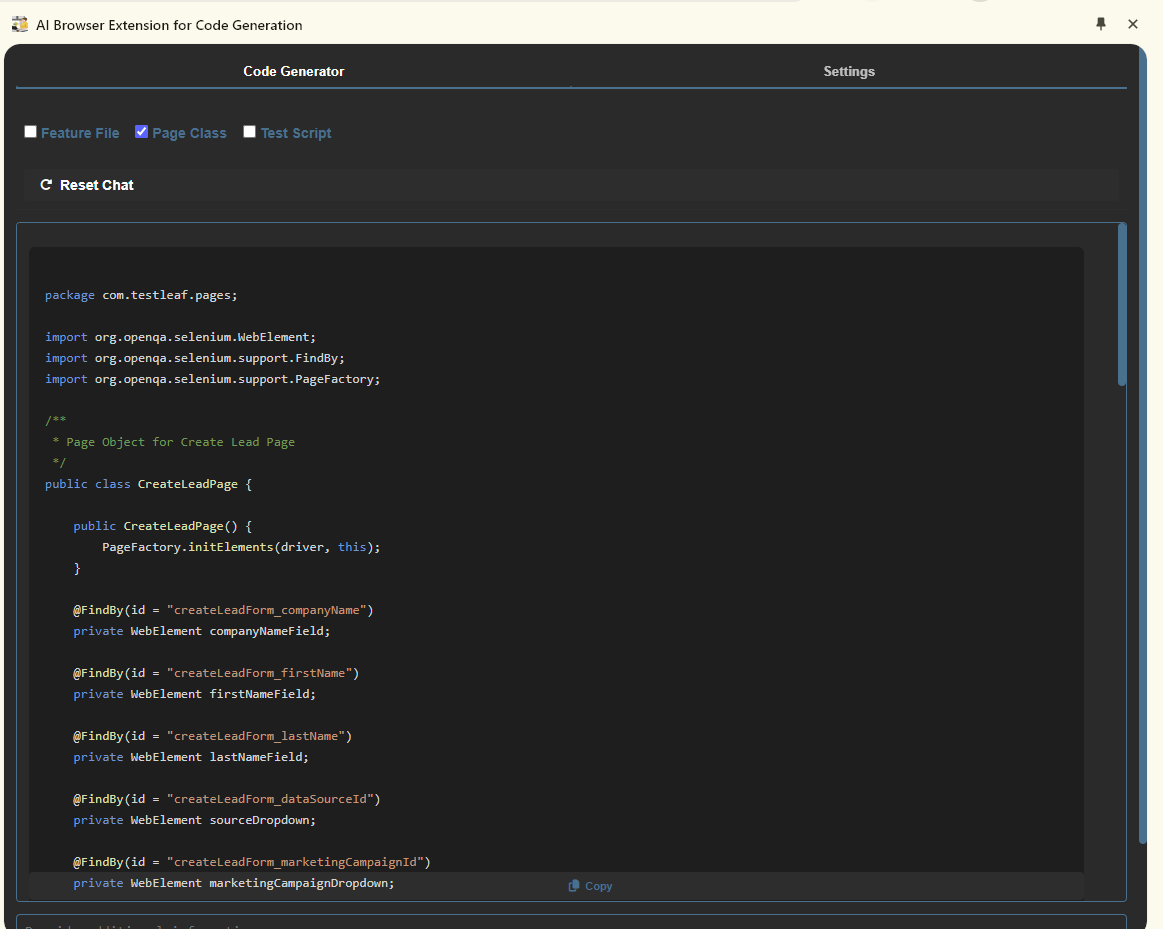 AI Browser Extension for Code Generation
Code Generator
Settings
Feature File
Page Class
Test Script
Reset Chat
package com.testleaf.pages;
import org.openqa.selenium.WebElement;
import org.openqa.selenium.support.FindBy;
import org.openqa.selenium.support.PageFactory;
/**
 * Page Object for Create Lead Page
 */
public class CreateLeadPage {
    public CreateLeadPage() {
        PageFactory.initElements(driver, this);
    }
    @FindBy(id = "createLeadForm_companyName")
    private WebElement companyNameField;
    @FindBy(id = "createLeadForm_firstName")
    private WebElement firstNameField;
    @FindBy(id = "createLeadForm_lastName")
    private WebElement lastNameField;
    @FindBy(id = "createLeadForm_dataSourceId")
    private WebElement sourceDropdown;
    @FindBy(id = "createLeadForm_marketingCampaignId")
    private WebElement marketingCampaignDropdown;
Copy